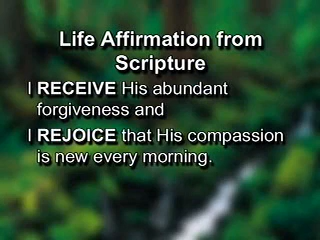 Life Affirmation from
Scripture
I RECEIVE His abundant
forgiveness and
I REJOICE that His compassion
is new every morning.